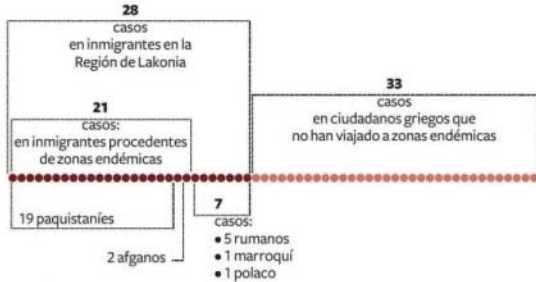 28
casos
en inmigrantes en la
Región de Lakonia
33
casos
en ciudadanos griegos que
no han viajado a zonas endémicas
21
casos:
en inmigrantes procedentes
de zonas endémicas
19 paquistaníes
2 afganos
7
casos:
• 5 rumanos
• 1 marroquí
• 1 polaco